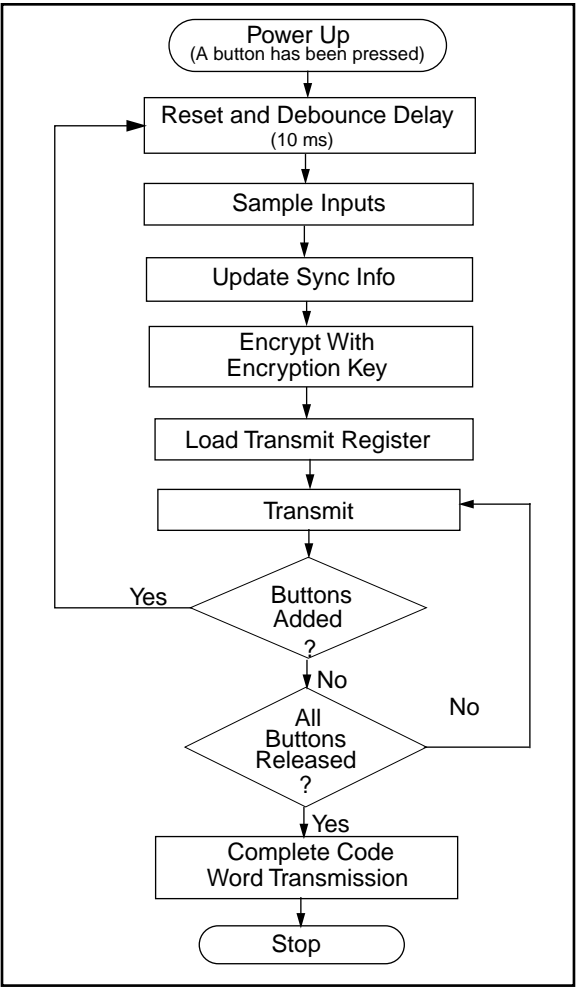 Power Up
(A button has been pressed)
Reset and Debounce Delay
(10 ms)
Sample Inputs
Update Sync Info
Encrypt With
Encryption Key
Load Transmit Register
Transmit
Buttons
Added
?
Yes
No
All
Buttons
Released
?
No
Yes
Complete Code
Word Transmission
Stop